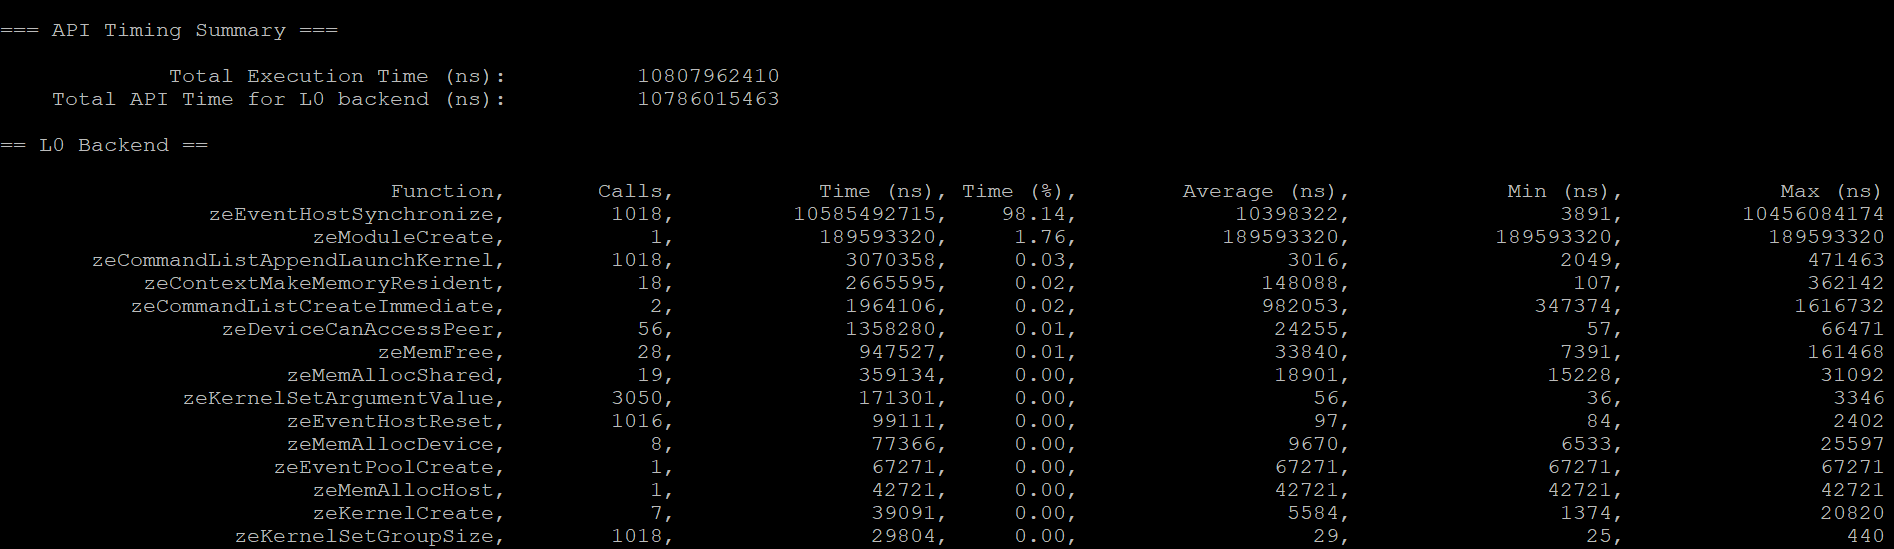 === API Timing Summary ===
Total Execution Time (ns): 10807962410
Total API Time for L0 backend (ns): 10786015463
== L0 Backend ==
Function, Calls, Time (ns), Time (%), Average (ns), Min (ns), Max (ns)
zeEventHostSynchronize, 1018, 10585492715, 98.14, 10398322, 3891, 10456084174
zeModuleCreate, 1, 189593320, 1.76, 189593320, 189593320, 189593320
zeCommandListAppendLaunchKernel, 1018, 3070358, 0.03, 3016, 2049, 471463
zeContextMakeMemoryResident, 18, 2665595, 0.02, 148088, 107, 362142
zeCommandListCreateImmediate, 2, 1964106, 0.02, 982053, 347374, 1616732
zeDeviceCanAccessPeer, 56, 1358280, 0.01, 24255, 57, 66471
zeMemFree, 28, 947527, 0.01, 33840, 7391, 161468
zeMemAllocShared, 19, 359134, 0.00, 18901, 15228, 31092
zeKernelSetArgumentValue, 3050, 171301, 0.00, 56, 36, 3346
zeEventHostReset, 1016, 99111, 0.00, 97, 84, 2402
zeMemAllocDevice, 8, 77366, 0.00, 9670, 6533, 25597
zeEventPoolCreate, 1, 67271, 0.00, 67271, 67271, 67271
zeMemAllocHost, 1, 42721, 0.00, 42721, 42721, 42721
zeKernelCreate, 7, 39091, 0.00, 5584, 1374, 20820
zeKernelSetGroupSize, 1018, 29804, 0.00, 29, 25, 440